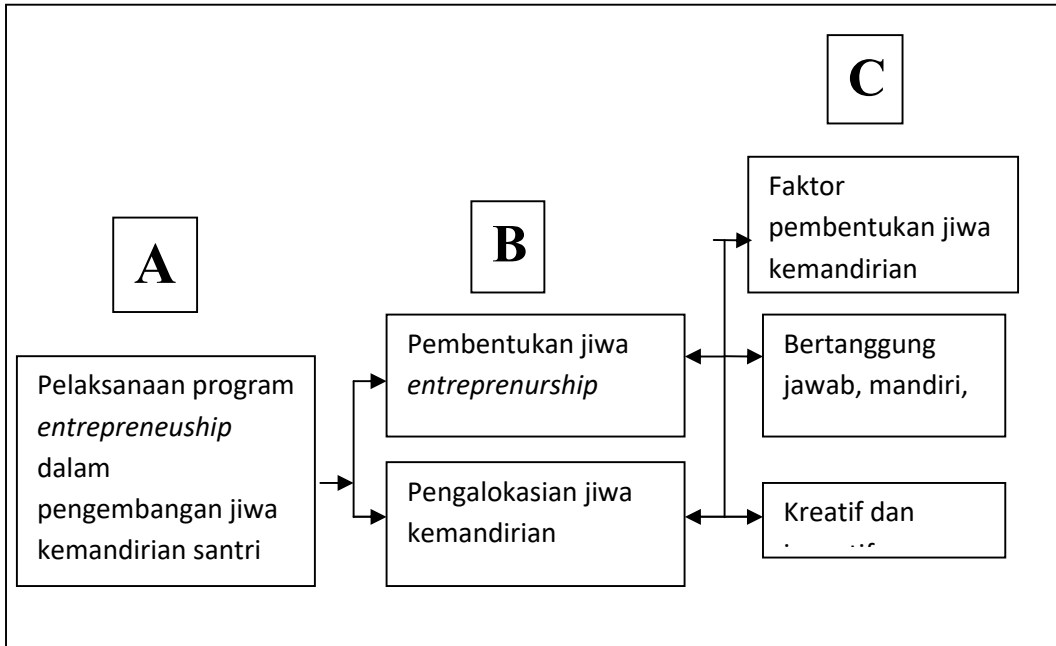 A
Pelaksanaan program
entrepreneuship
dalam
pengembangan jiwa
kemandirian santri
B
Pembentukan jiwa
entreprenurship
Pengalokasian jiwa
kemandirian
C
Faktor
pembentukan jiwa
kemandirian
Bertanggung
jawab, mandiri,
Kreatif dan